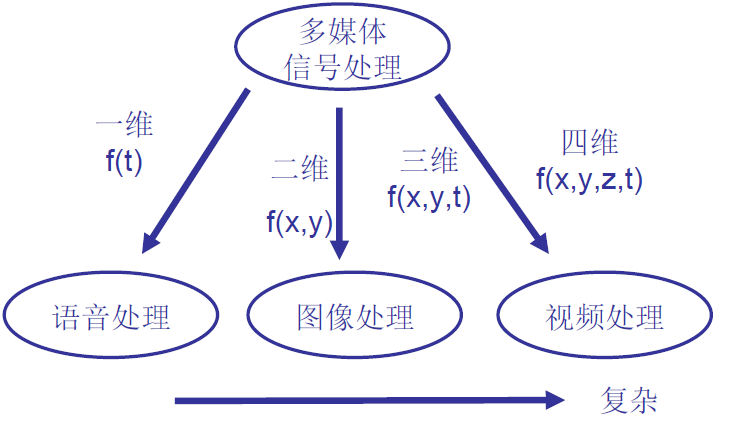 多媒体
信号处理
一维
f(t)
二维
f(x,y)
三维
f(x,y,t)
四维
f(x,y,z,t)
语音处理
图像处理
视频处理
复杂